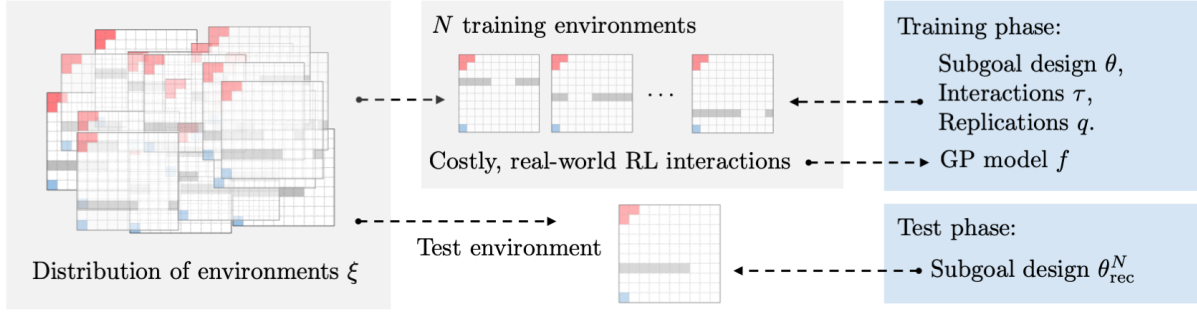 Distribution of environments ξ
N training environments
· · ·
Costly, real-world RL interactions
Test environment
Training phase:
Subgoal design θ,
Interactions τ,
Replications q.
GP model f
Test phase:
Subgoal design θ_rec^N